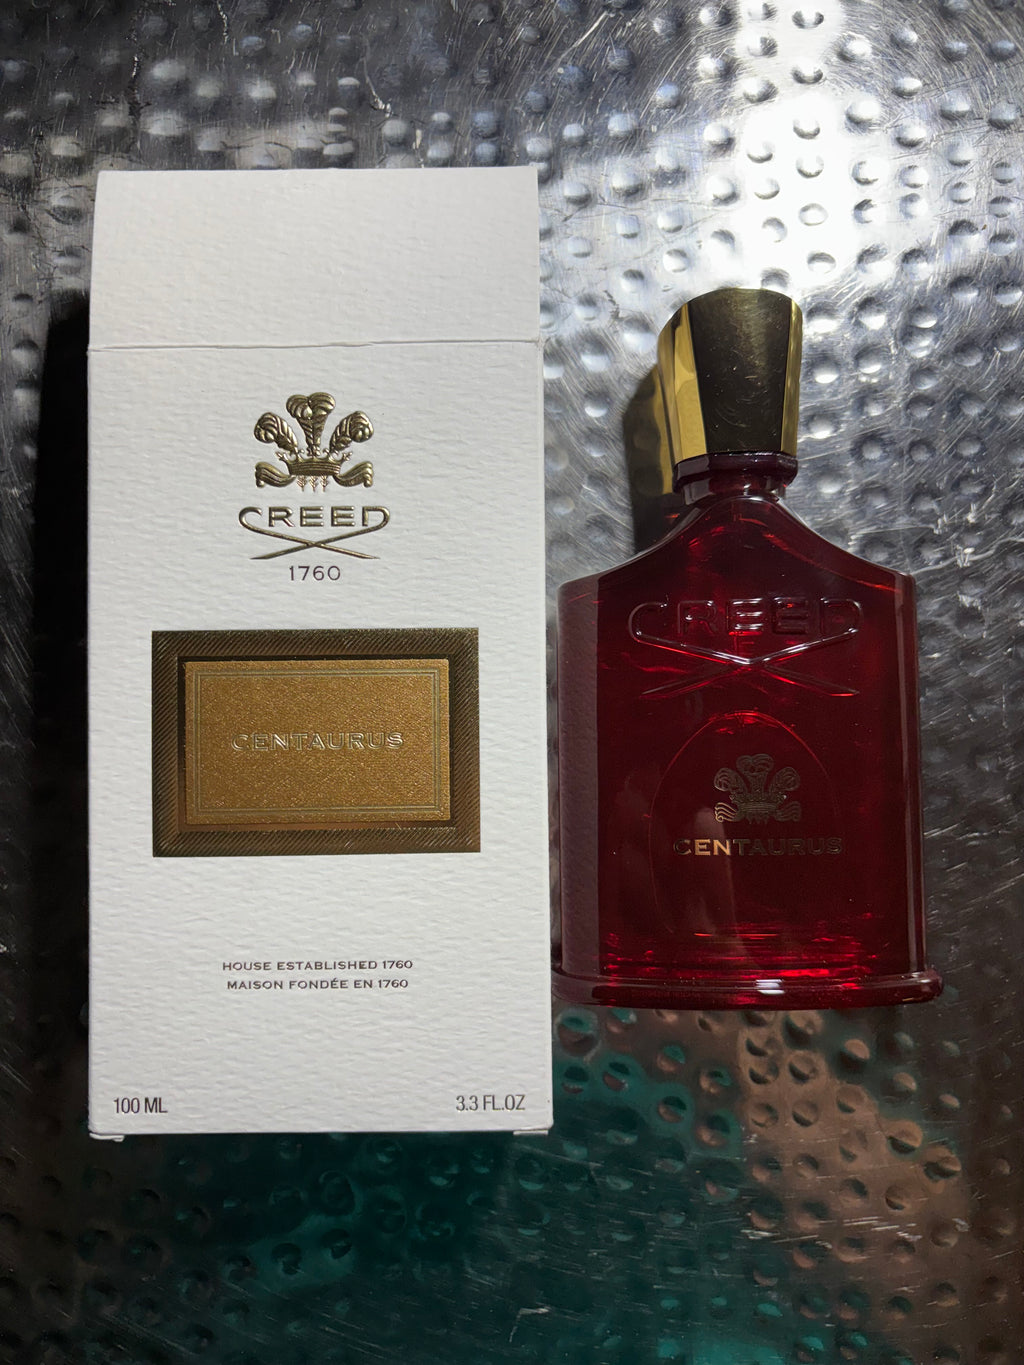 CREED
1760
CENTAURUS
HOUSE ESTABLISHED 1760
MAISON FONDÉE EN 1760
100 ML
3.3 FL.OZ
CREED
CENTAURUS